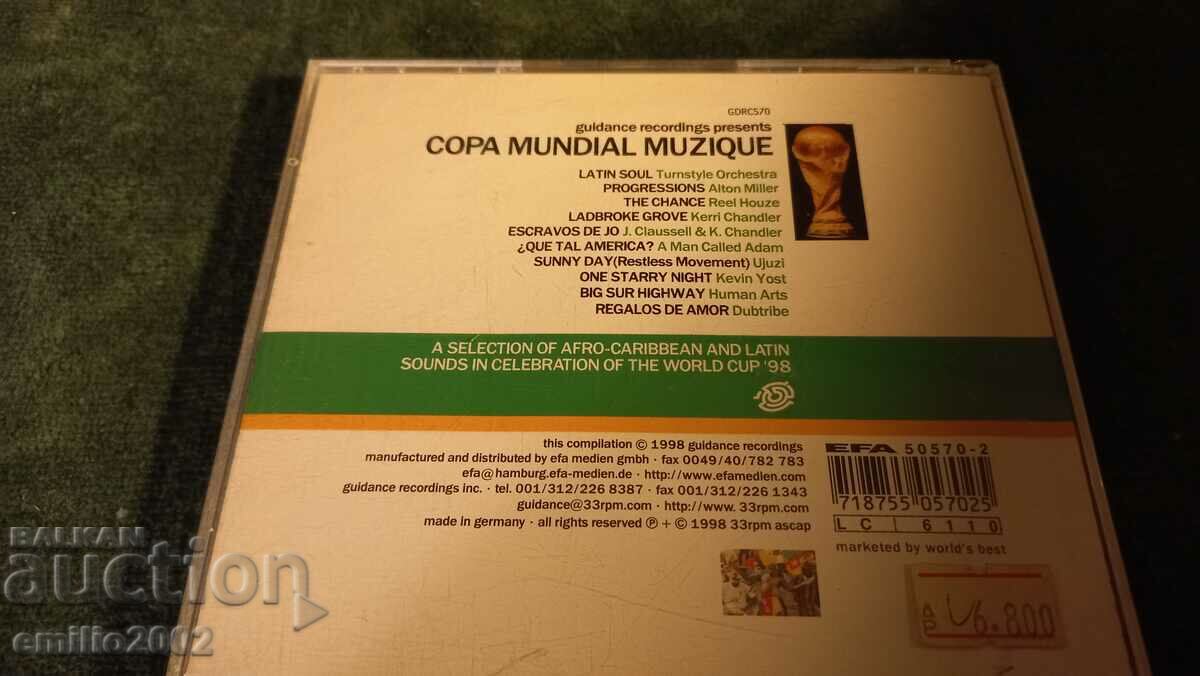 GDRC570
guidance recordings presents
COPA MUNDIAL MUZIQUE
LATIN SOUL Turnstyle Orchestra
PROGRESSIONS Alton Miller
THE CHANCE Reel Houze
LADBROKE GROVE Kerri Chandler
ESCRAVOS DE JO J. Claussell & K. Chandler
¿QUE TAL AMERICA? A Man Called Adam
SUNNY DAY(Restless Movement) Ujuzi
ONE STARRY NIGHT Kevin Yost
BIG SUR HIGHWAY Human Arts
REGALOS DE AMOR Dubtribe
A SELECTION OF AFRO-CARIBBEAN AND LATIN
SOUNDS IN CELEBRATION OF THE WORLD CUP '98
this compilation © 1998 guidance recordings
manufactured and distributed by efa medien gmbh · fax 0049/40/782 783
efa@hamburg.efa-medien.de · http://www.efamedien.com
guidance recordings inc. · tel. 001/312/226 8387 · fax 001/312/226 1343
guidance@33rpm.com · http://www.33rpm.com
made in germany · all rights reserved ℗ + © 1998 33rpm ascap
EFA 50570-2
718755 057025
LC 6110
marketed by world's best
6.800
BALKAN
auction
emilio2002